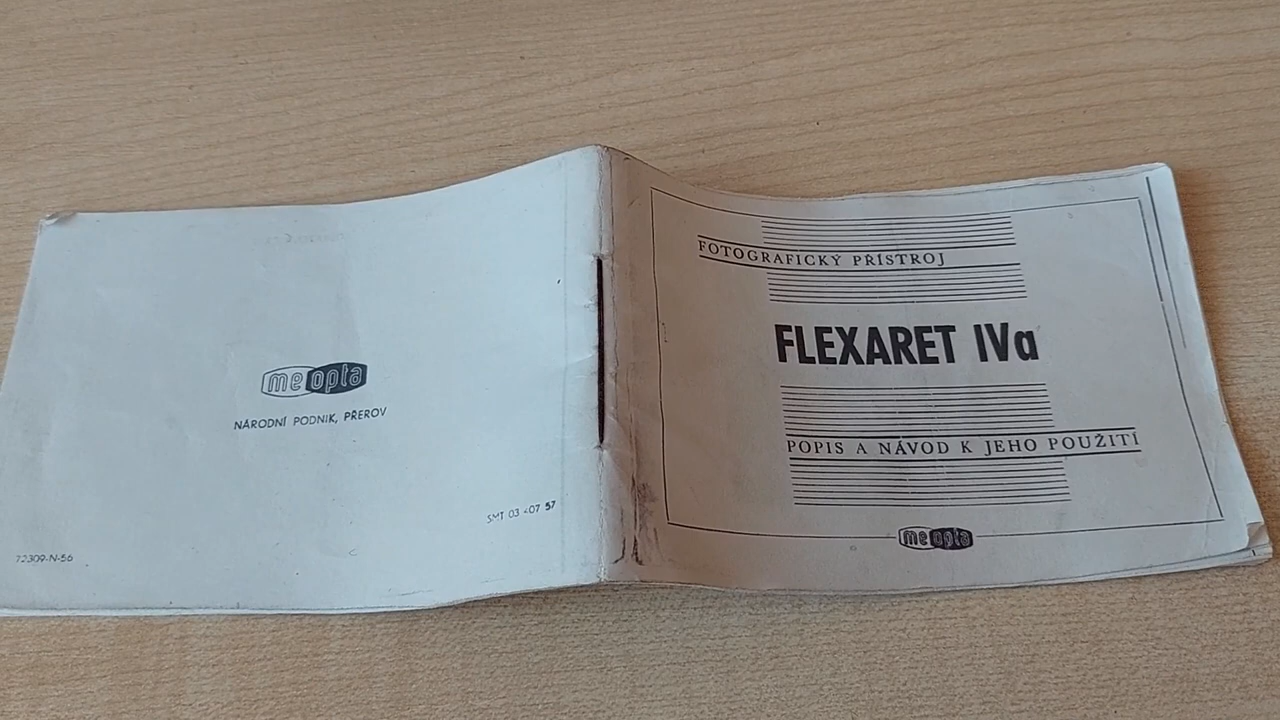 meopta
NÁRODNÍ PODNIK, PŘEROV
SMT 03 407 57
72309-N-56
FOTOGRAFICKÝ PŘÍSTROJ
FLEXARET IVa
POPIS A NÁVOD K JEHO POUŽITÍ
meopta